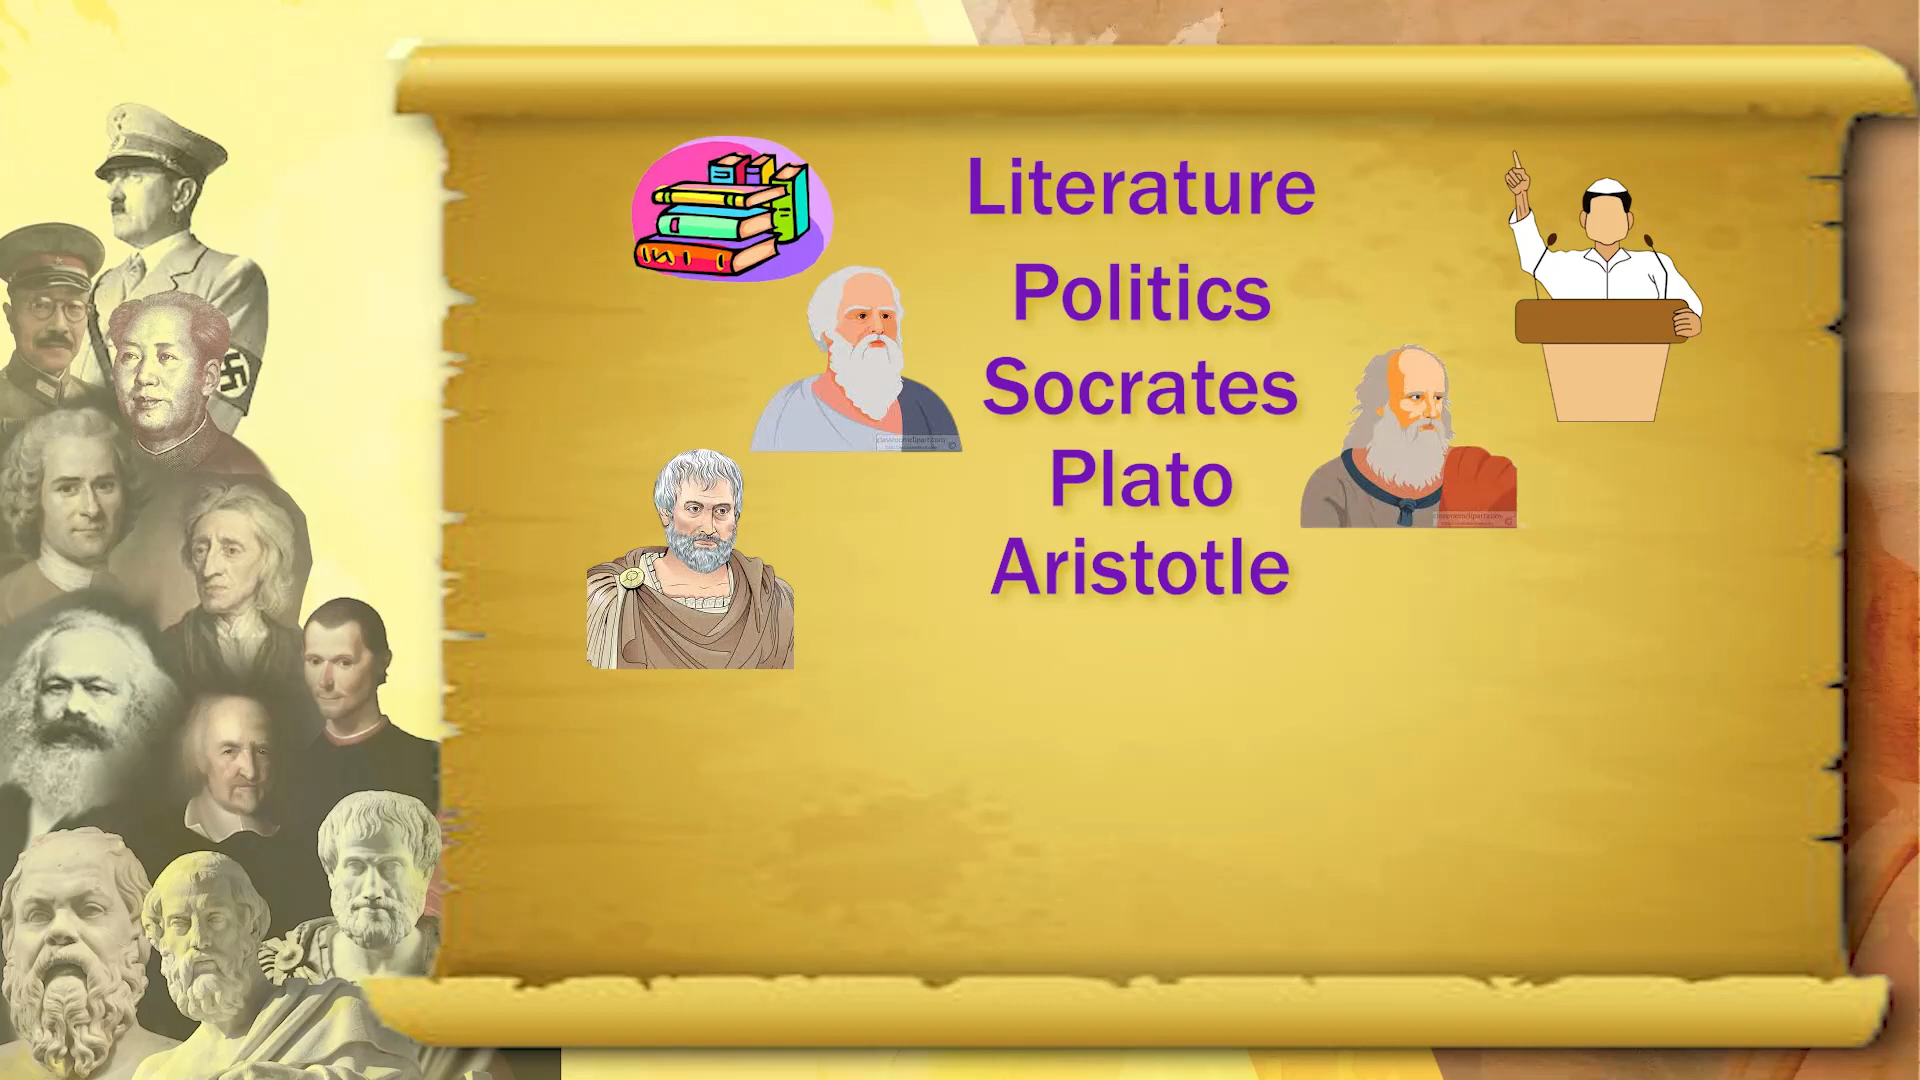 Literature
Politics
Socrates
Plato
Aristotle